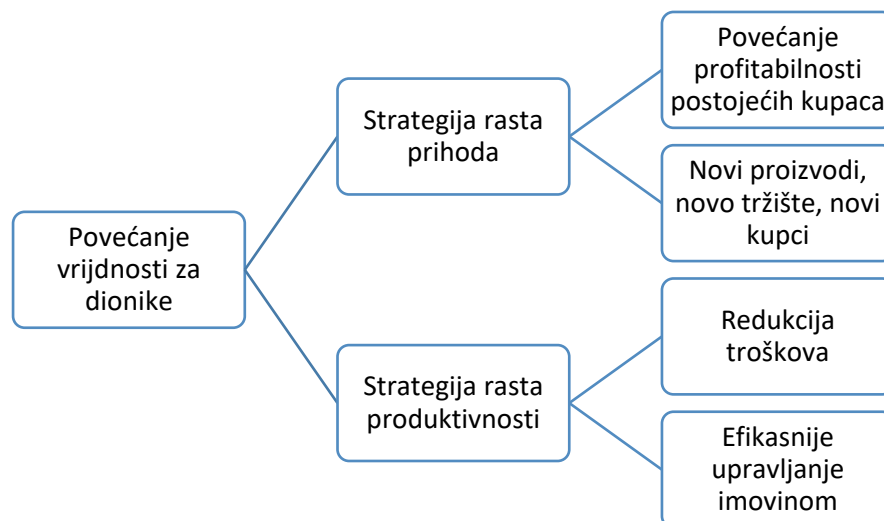 Povećanje
vrijdnosti za
dionike
Strategija rasta
prihoda
Povećanje
profitabilnosti
postojećih kupaca
Novi proizvodi,
novo tržište, novi
kupci
Strategija rasta
produktivnosti
Redukcija
troškova
Efikasnije
upravljanje
imovinom